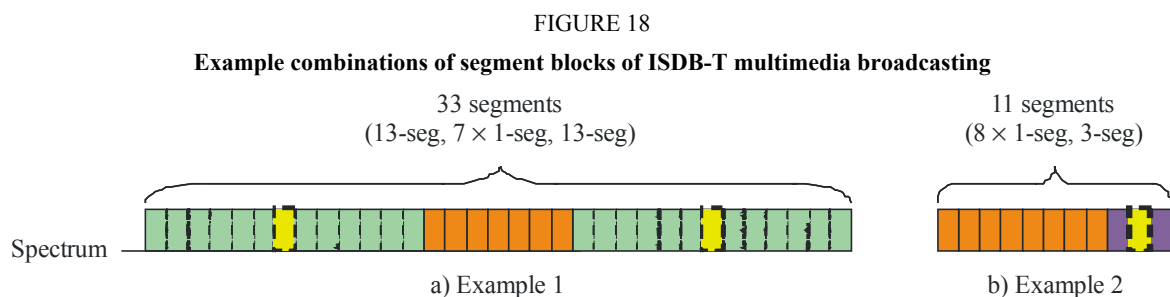 FIGURE 18
Example combinations of segment blocks of ISDB-T multimedia broadcasting
33 segments
(13-seg, 7 × 1-seg, 13-seg)
11 segments
(8 × 1-seg, 3-seg)
Spectrum
a) Example 1
b) Example 2